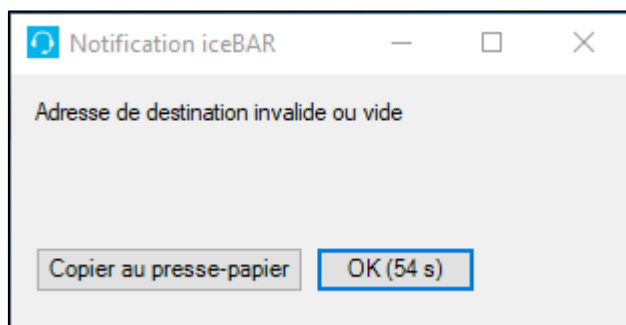 Notification iceBAR
Adresse de destination invalide ou vide
Copier au presse-papier OK (54 s)